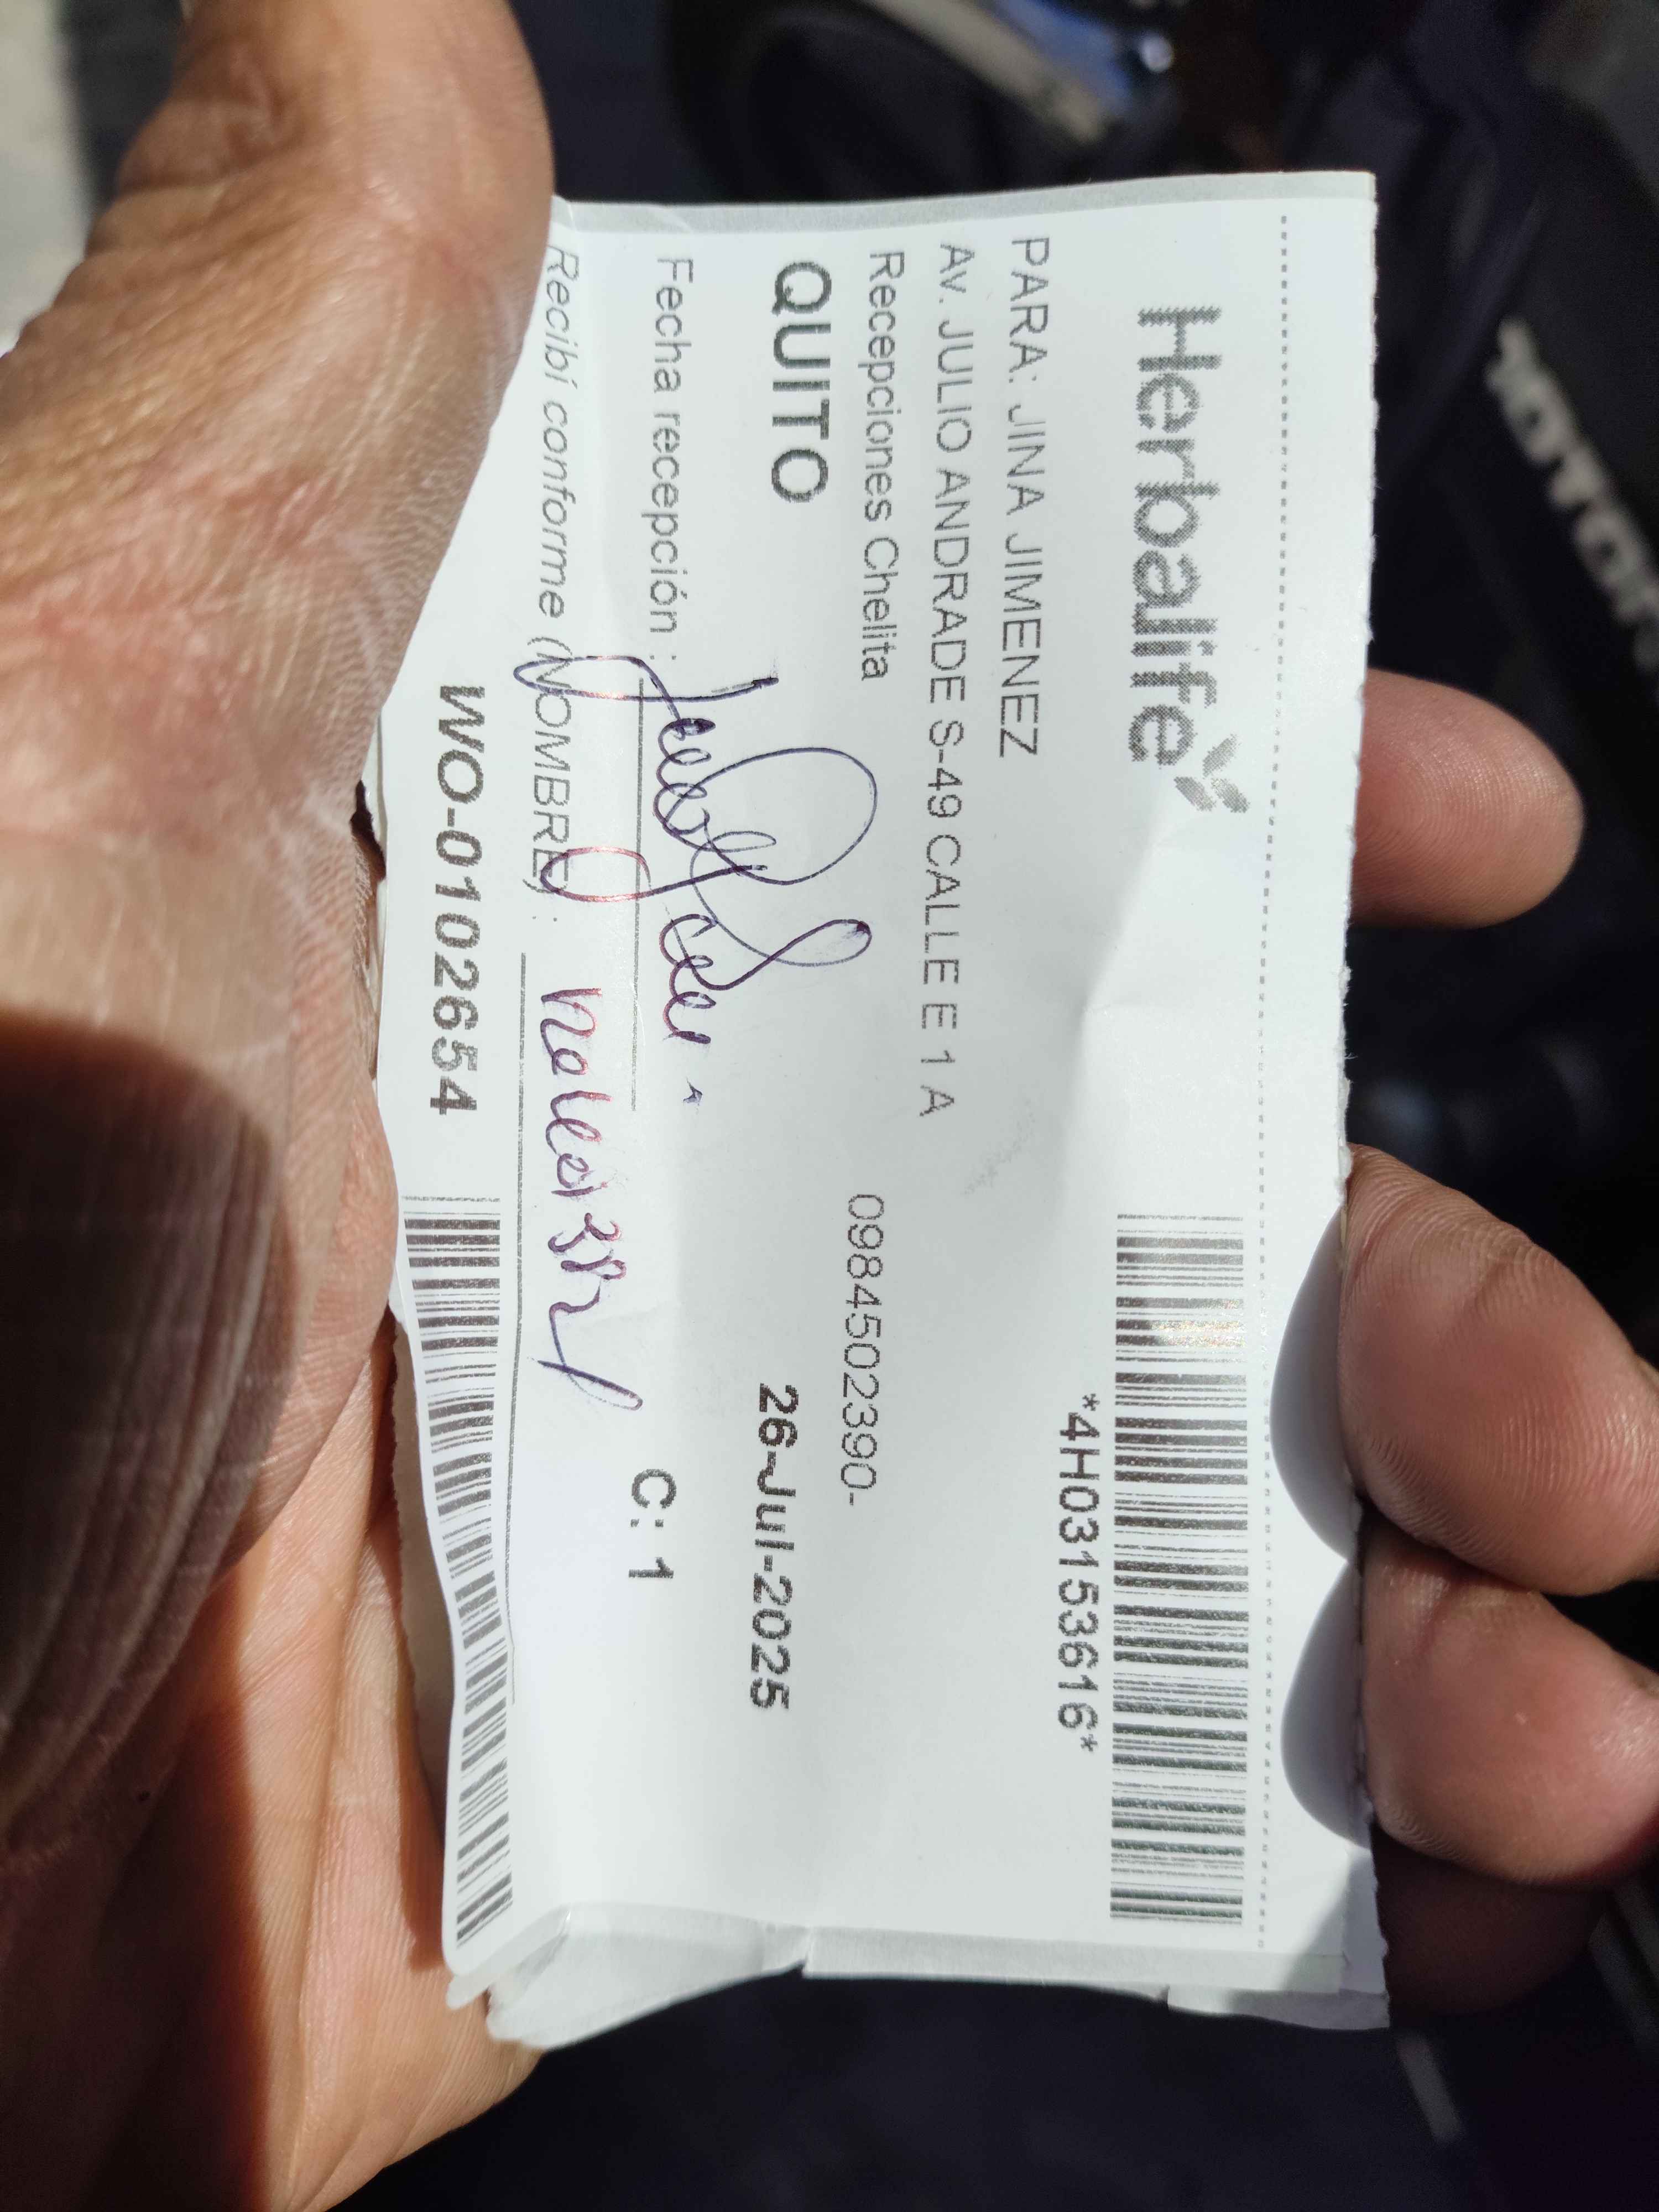 Herbalife
*4H03153616*
PARA: JINA JIMENEZ
Av. JULIO ANDRADE S-49 CALLE E 1 A
Recepciones Chelita
0984502390-
QUITO
26-Jul-2025
Fecha recepción :
C: 1
Recibí conforme (NOMBRE) :
WO-0102654